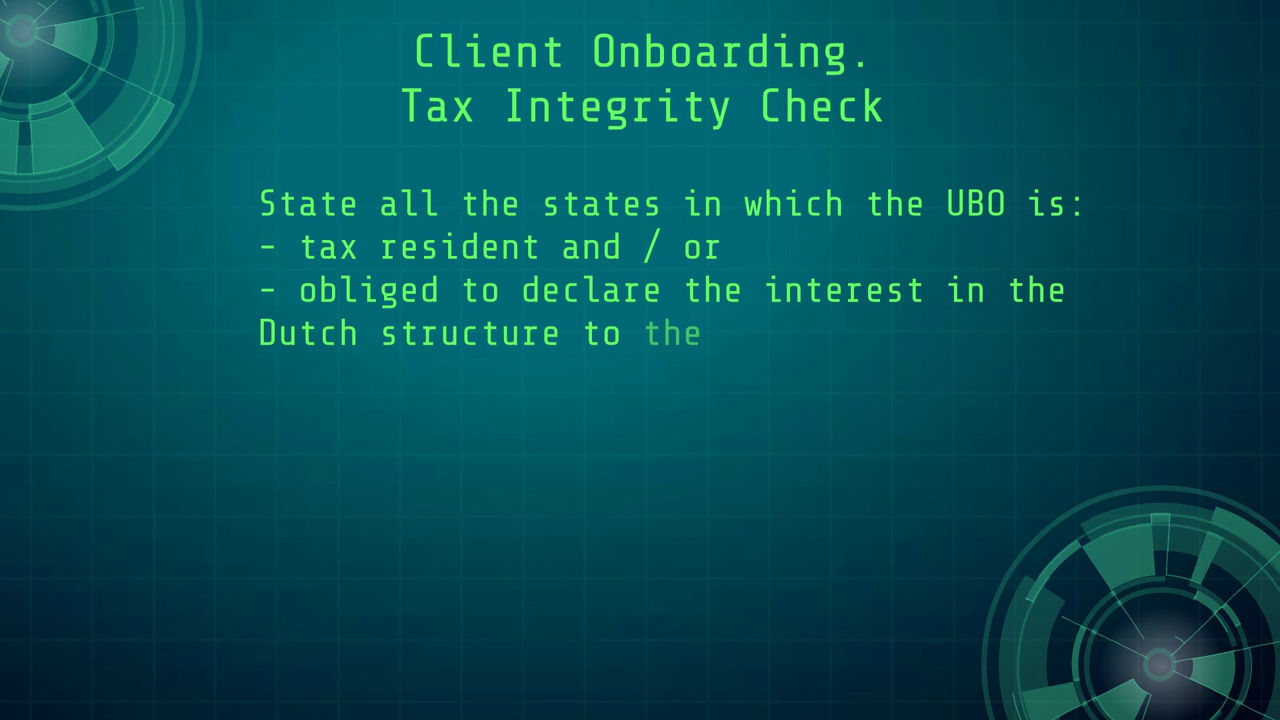 Client Onboarding.
Tax Integrity Check
State all the states in which the UBO is:
- tax resident and / or
- obliged to declare the interest in the
Dutch structure to the